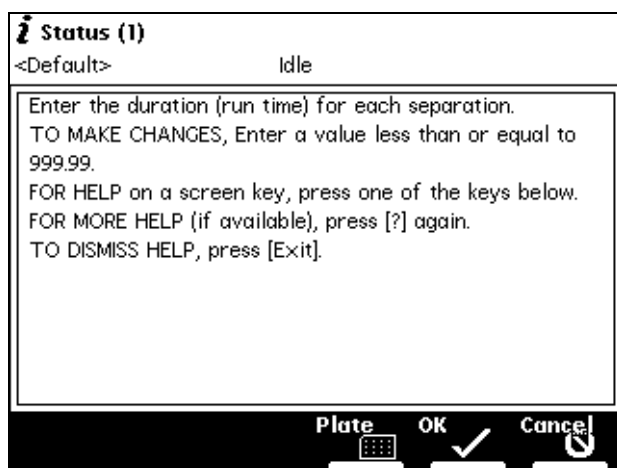 i Status (1)
<Default> Idle
Enter the duration (run time) for each separation.
TO MAKE CHANGES, Enter a value less than or equal to
999.99.
FOR HELP on a screen key, press one of the keys below.
FOR MORE HELP (if available), press [?] again.
TO DISMISS HELP, press [Exit].
Plate OK Cancel